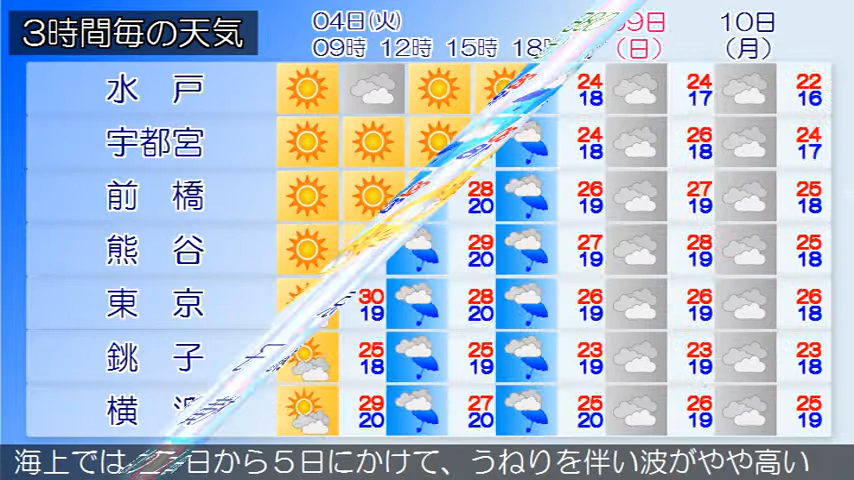 3時間毎の天気
04日(火) 10日
09時 12時 15時 18時 (日) (月)
水戸 24 18 24 17 22 16
宇都宮 24 18 26 18 24 17
前橋 28 20 26 19 27 19 25 18
熊谷 29 20 27 19 28 19 25 18
東京 30 19 28 20 26 19 26 19 26 18
銚子 25 18 25 19 23 19 23 19 23 18
横 29 20 27 20 25 20 26 19 25 19
海上では 日から5日にかけて、うねりを伴い波がやや高い